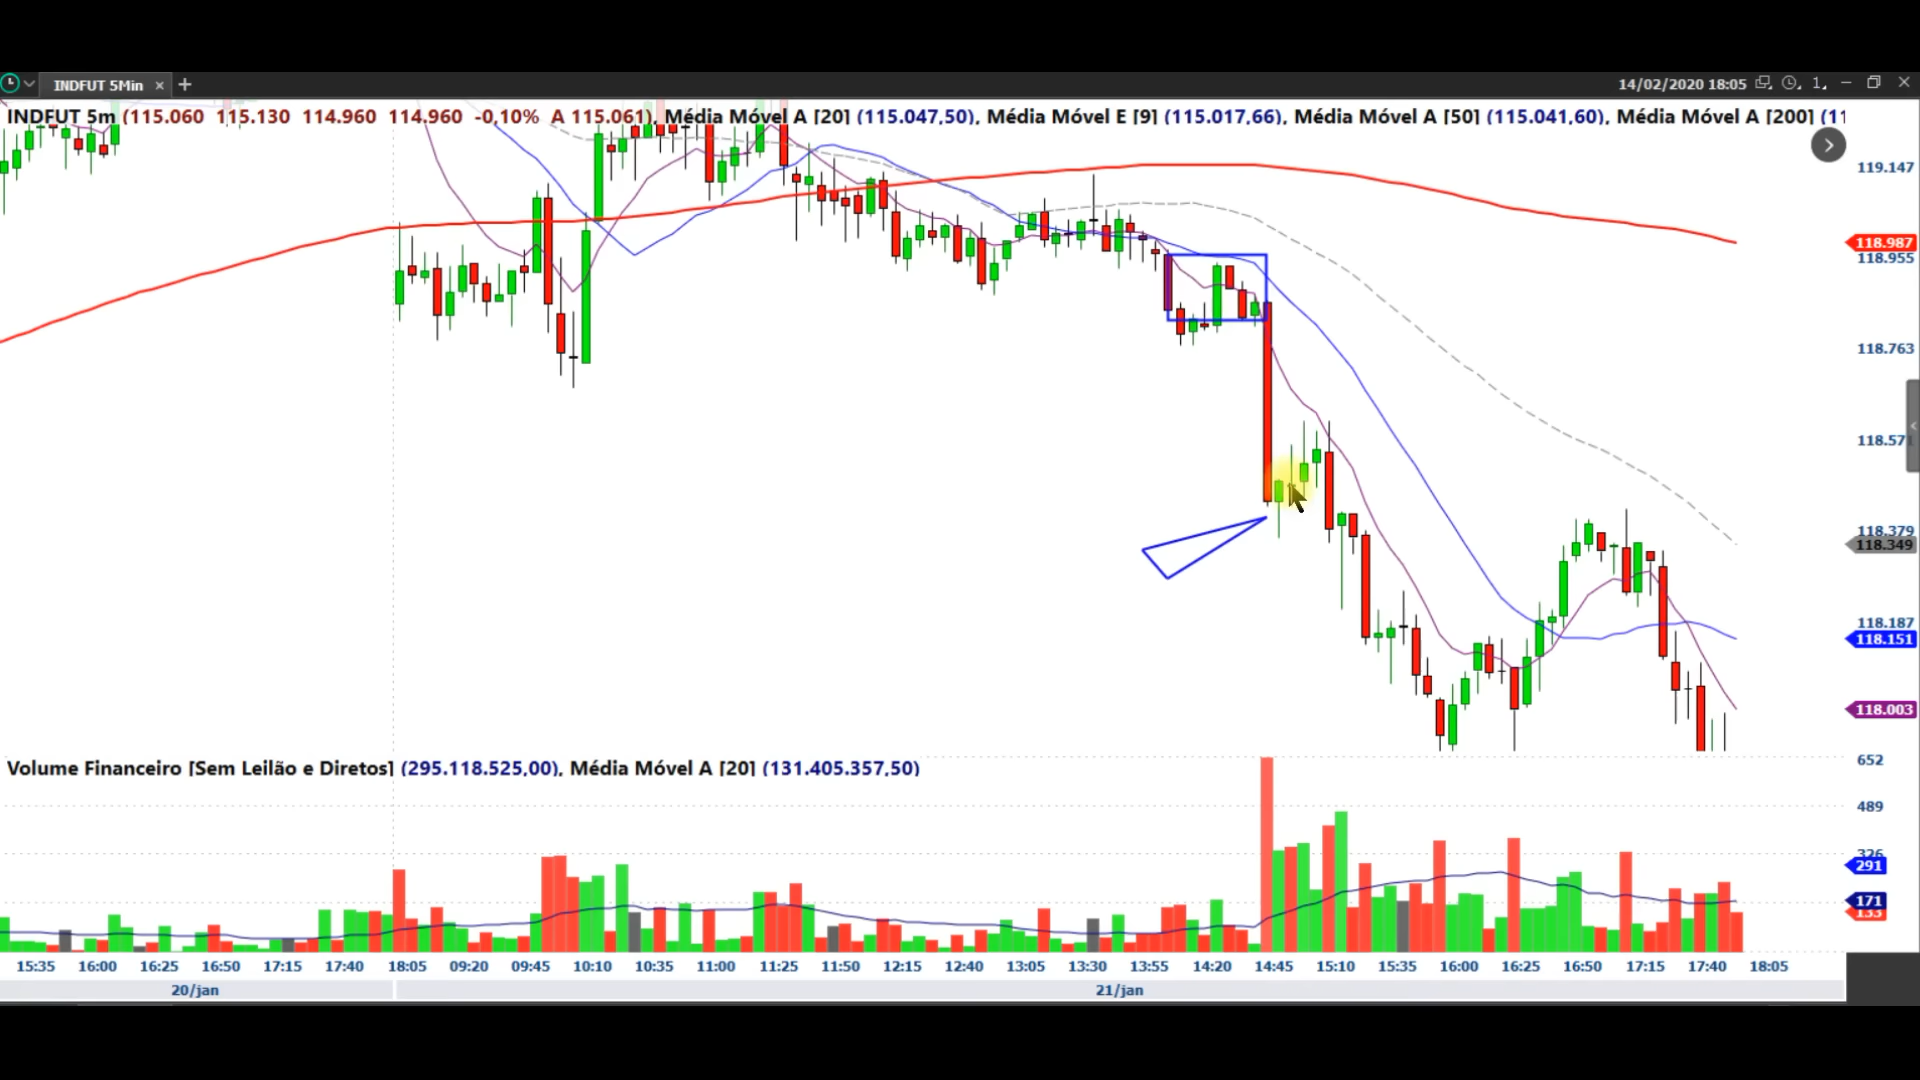 INDFUT 5Min × +
14/02/2020 18:05 1
INDFUT 5m (115.060 115.130 114.960 114.960 -0,10% A 115.061), Média Móvel A [20] (115.047,50), Média Móvel E [9] (115.017,66), Média Móvel A [50] (115.041,60), Média Móvel A [200] (11
119.147
118.987
118.955
118.763
118.571
118.379
118.349
118.187
118.151
118.003
Volume Financeiro [Sem Leilão e Diretos] (295.118.525,00), Média Móvel A [20] (131.405.357,50)
652
489
326
291
171
133
15:35 16:00 16:25 16:50 17:15 17:40 18:05 09:20 09:45 10:10 10:35 11:00 11:25 11:50 12:15 12:40 13:05 13:30 13:55 14:20 14:45 15:10 15:35 16:00 16:25 16:50 17:15 17:40 18:05
20/jan 21/jan